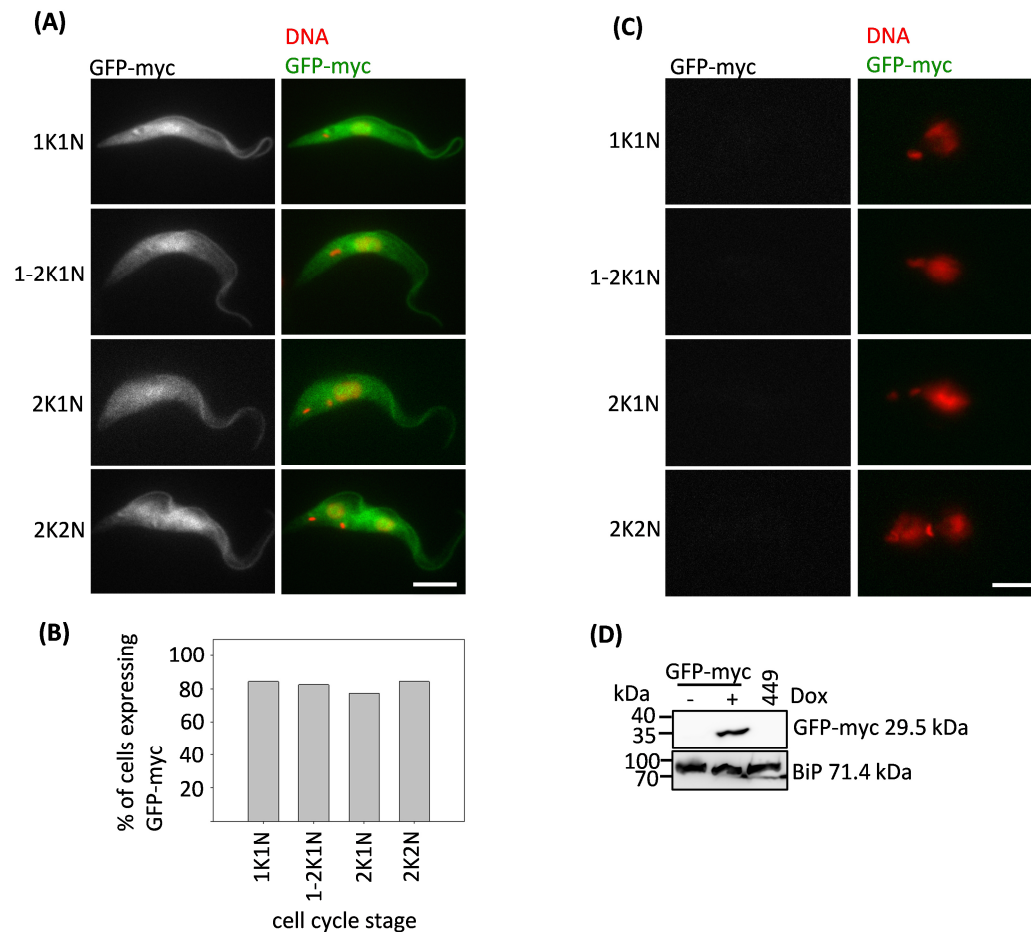 (A)
DNA
GFP-myc GFP-myc
1K1N
1-2K1N
2K1N
2K2N
(B)
% of cells expressing
GFP-myc
100
80
60
40
20
1K1N 1-2K1N 2K1N 2K2N
cell cycle stage
(C)
DNA
GFP-myc GFP-myc
1K1N
1-2K1N
2K1N
2K2N
(D)
GFP-myc 449
kDa - + Dox
40
35 GFP-myc 29.5 kDa
100
70 BiP 71.4 kDa